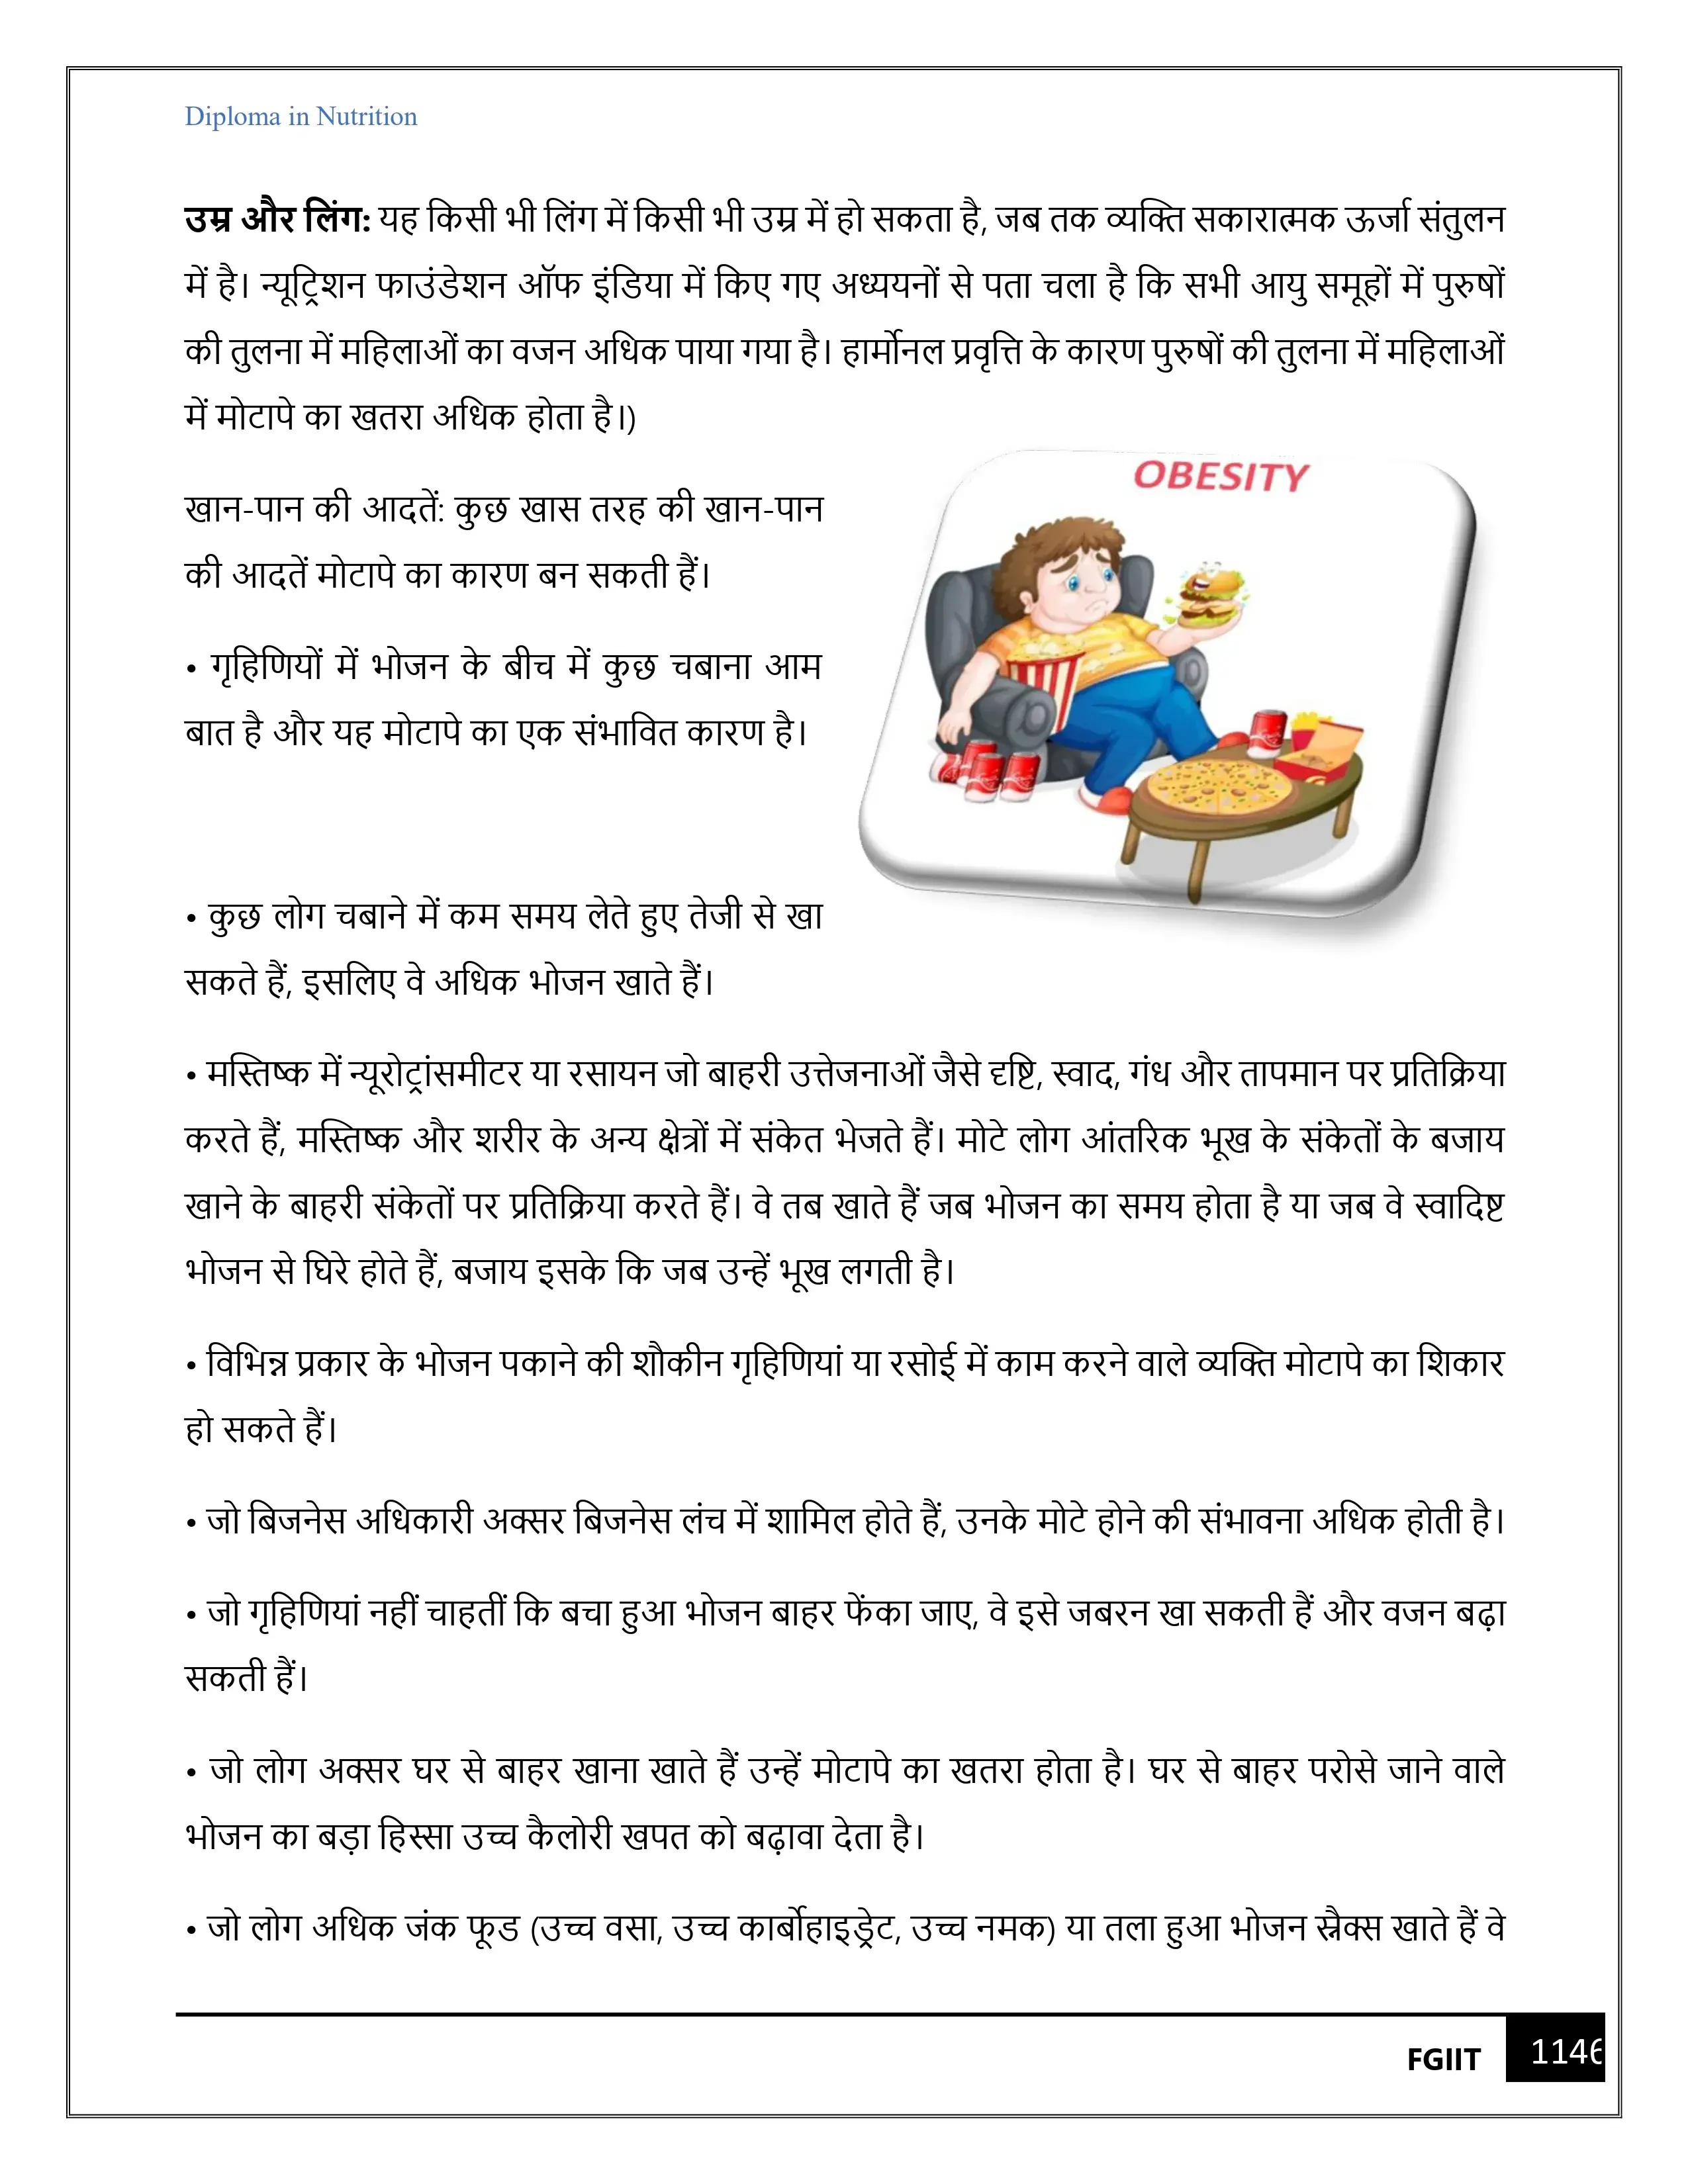 Diploma in Nutrition
उम्र और लिंग: यह किसी भी लिंग में किसी भी उम्र में हो सकता है, जब तक व्यक्ति सकारात्मक ऊर्जा संतुलन
में है। न्यूट्रिशन फाउंडेशन ऑफ इंडिया में किए गए अध्ययनों से पता चला है कि सभी आयु समूहों में पुरुषों
की तुलना में महिलाओं का वजन अधिक पाया गया है। हार्मोनल प्रवृत्ति के कारण पुरुषों की तुलना में महिलाओं
में मोटापे का खतरा अधिक होता है।)
OBESITY
खान-पान की आदतें: कुछ खास तरह की खान-पान
की आदतें मोटापे का कारण बन सकती हैं।
• गृहिणियों में भोजन के बीच में कुछ चबाना आम
बात है और यह मोटापे का एक संभावित कारण है।
• कुछ लोग चबाने में कम समय लेते हुए तेजी से खा
सकते हैं, इसलिए वे अधिक भोजन खाते हैं।
• मस्तिष्क में न्यूरोट्रांसमीटर या रसायन जो बाहरी उत्तेजनाओं जैसे दृष्टि, स्वाद, गंध और तापमान पर प्रतिक्रिया
करते हैं, मस्तिष्क और शरीर के अन्य क्षेत्रों में संकेत भेजते हैं। मोटे लोग आंतरिक भूख के संकेतों के बजाय
खाने के बाहरी संकेतों पर प्रतिक्रिया करते हैं। वे तब खाते हैं जब भोजन का समय होता है या जब वे स्वादिष्ट
भोजन से घिरे होते हैं, बजाय इसके कि जब उन्हें भूख लगती है।
• विभिन्न प्रकार के भोजन पकाने की शौकीन गृहिणियां या रसोई में काम करने वाले व्यक्ति मोटापे का शिकार
हो सकते हैं।
• जो बिजनेस अधिकारी अक्सर बिजनेस लंच में शामिल होते हैं, उनके मोटे होने की संभावना अधिक होती है।
• जो गृहिणियां नहीं चाहतीं कि बचा हुआ भोजन बाहर फेंका जाए, वे इसे जबरन खा सकती हैं और वजन बढ़ा
सकती हैं।
• जो लोग अक्सर घर से बाहर खाना खाते हैं उन्हें मोटापे का खतरा होता है। घर से बाहर परोसे जाने वाले
भोजन का बड़ा हिस्सा उच्च कैलोरी खपत को बढ़ावा देता है।
• जो लोग अधिक जंक फूड (उच्च वसा, उच्च कार्बोहाइड्रेट, उच्च नमक) या तला हुआ भोजन स्नैक्स खाते हैं वे
FGIIT 1146